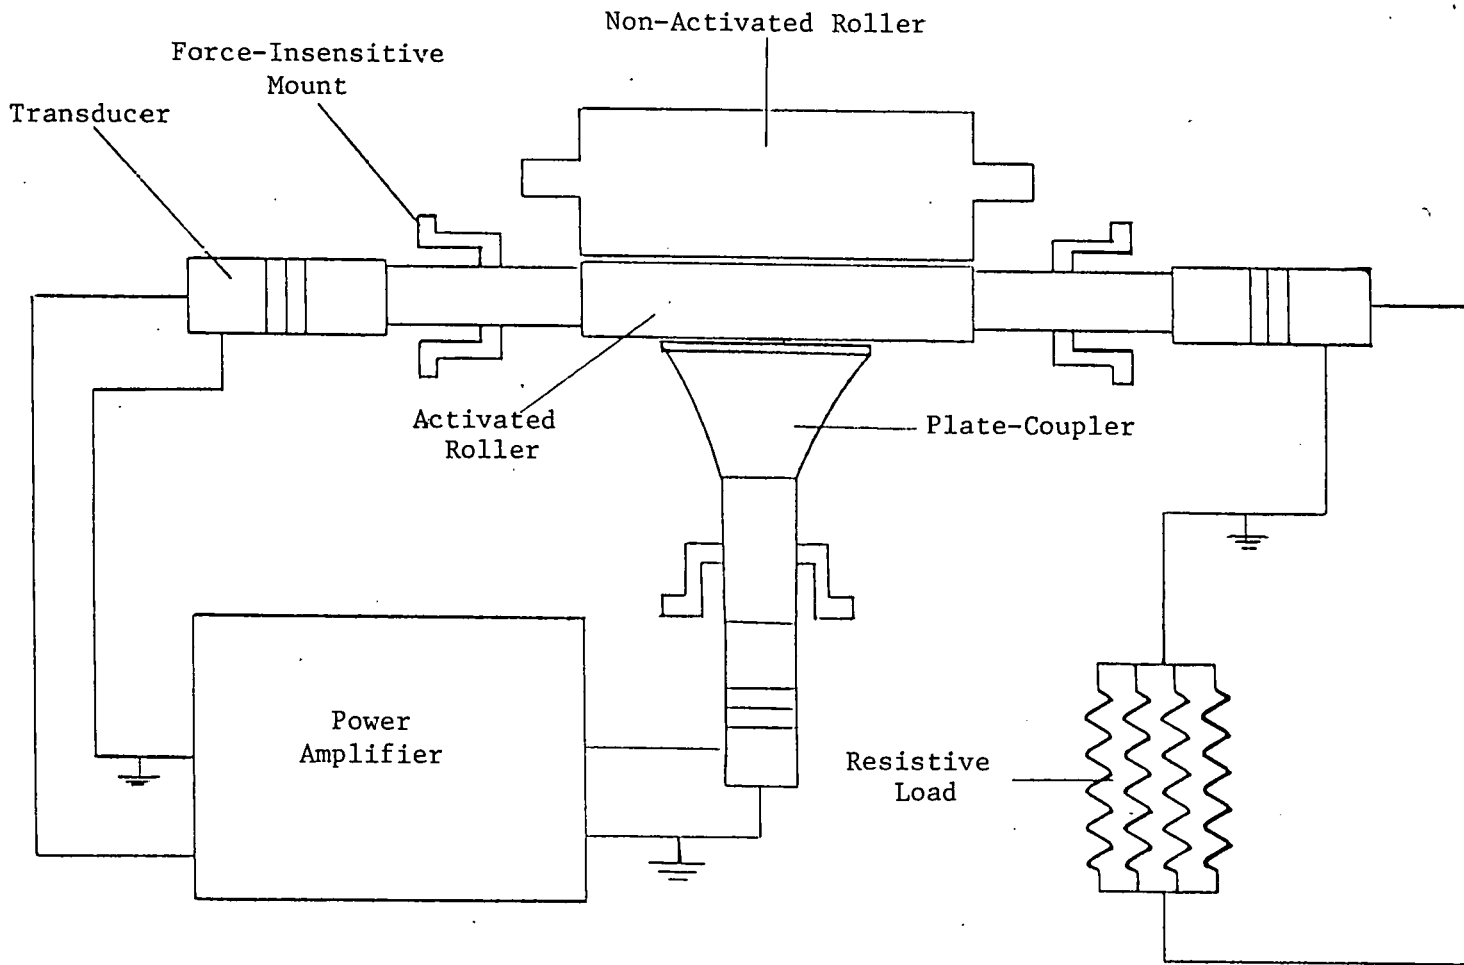 Non-Activated Roller
Force-Insensitive
Mount
Transducer
Activated
Roller
Plate-Coupler
Power
Amplifier
Resistive
Load